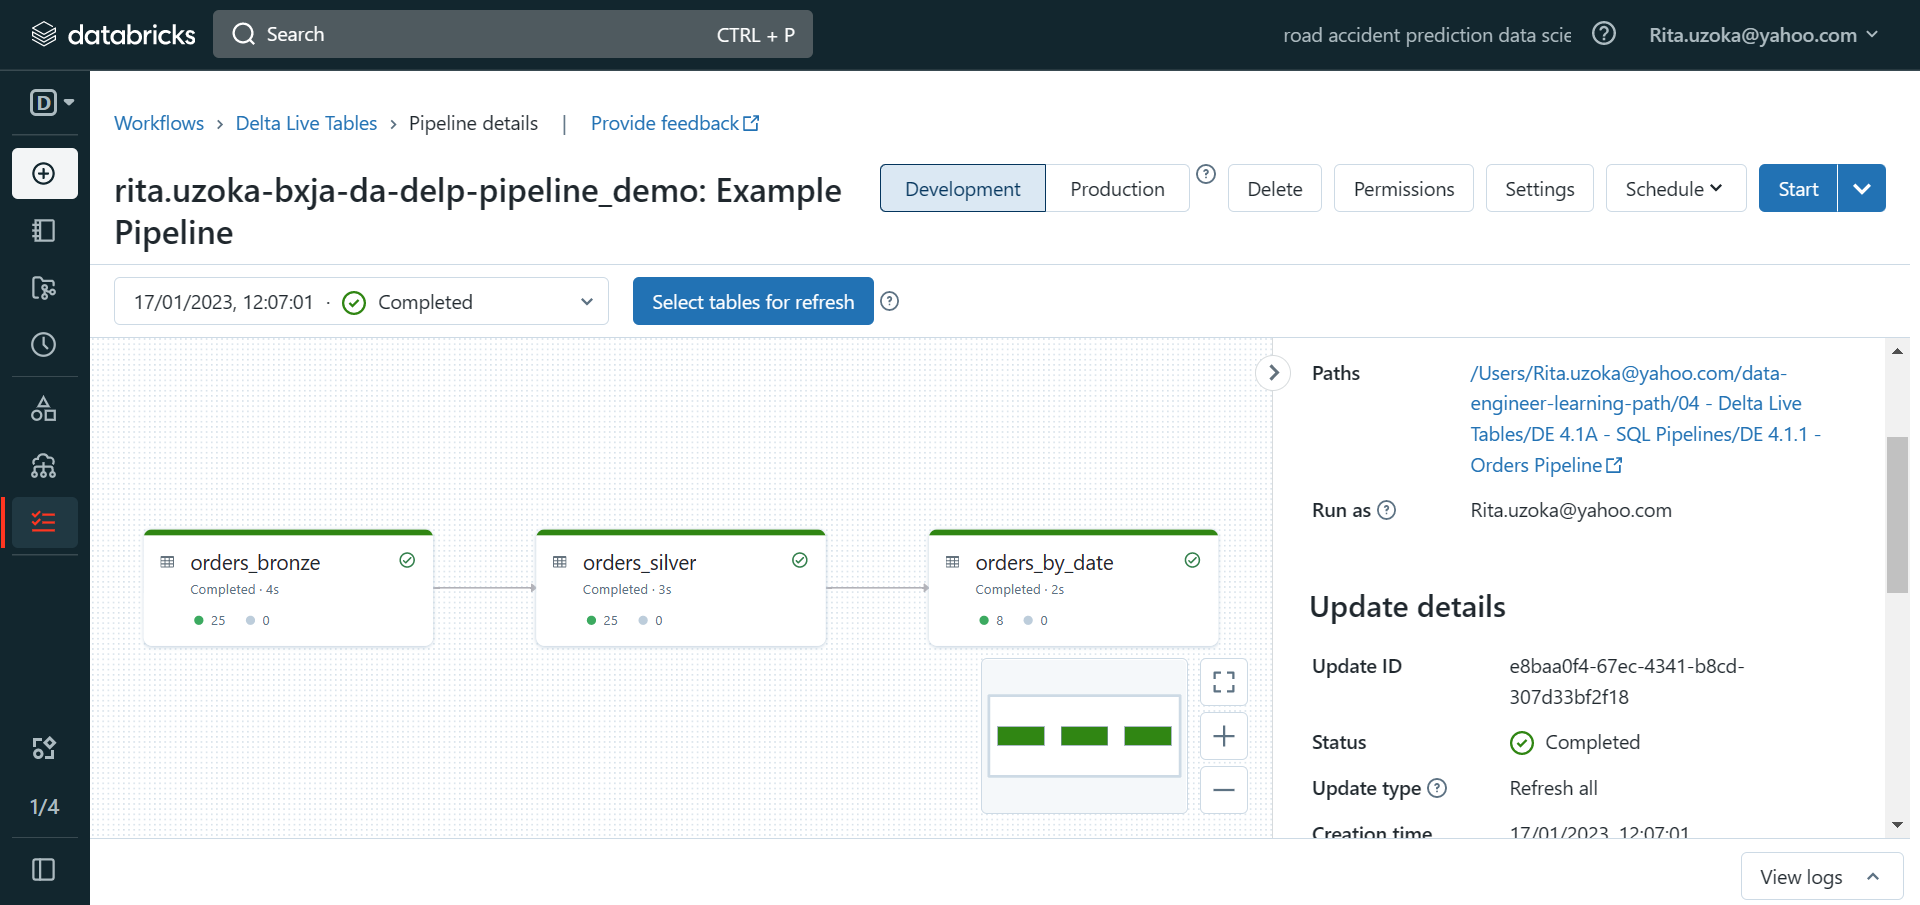 databricks
Search
CTRL + P
road accident prediction data scie
Rita.uzoka@yahoo.com
D
Workflows › Delta Live Tables › Pipeline details | Provide feedback
rita.uzoka-bxja-da-delp-pipeline_demo: Example
Pipeline
Development
Production
Delete
Permissions
Settings
Schedule
Start
17/01/2023, 12:07:01 · Completed
Select tables for refresh
orders_bronze
Completed · 4s
25 0
orders_silver
Completed · 3s
25 0
orders_by_date
Completed · 2s
8 0
Paths
/Users/Rita.uzoka@yahoo.com/data-
engineer-learning-path/04 - Delta Live
Tables/DE 4.1A - SQL Pipelines/DE 4.1.1 -
Orders Pipeline
Run as
Rita.uzoka@yahoo.com
Update details
Update ID
e8baa0f4-67ec-4341-b8cd-
307d33bf2f18
Status
Completed
Update type
Refresh all
Creation time
17/01/2023, 12:07:01
1/4
View logs